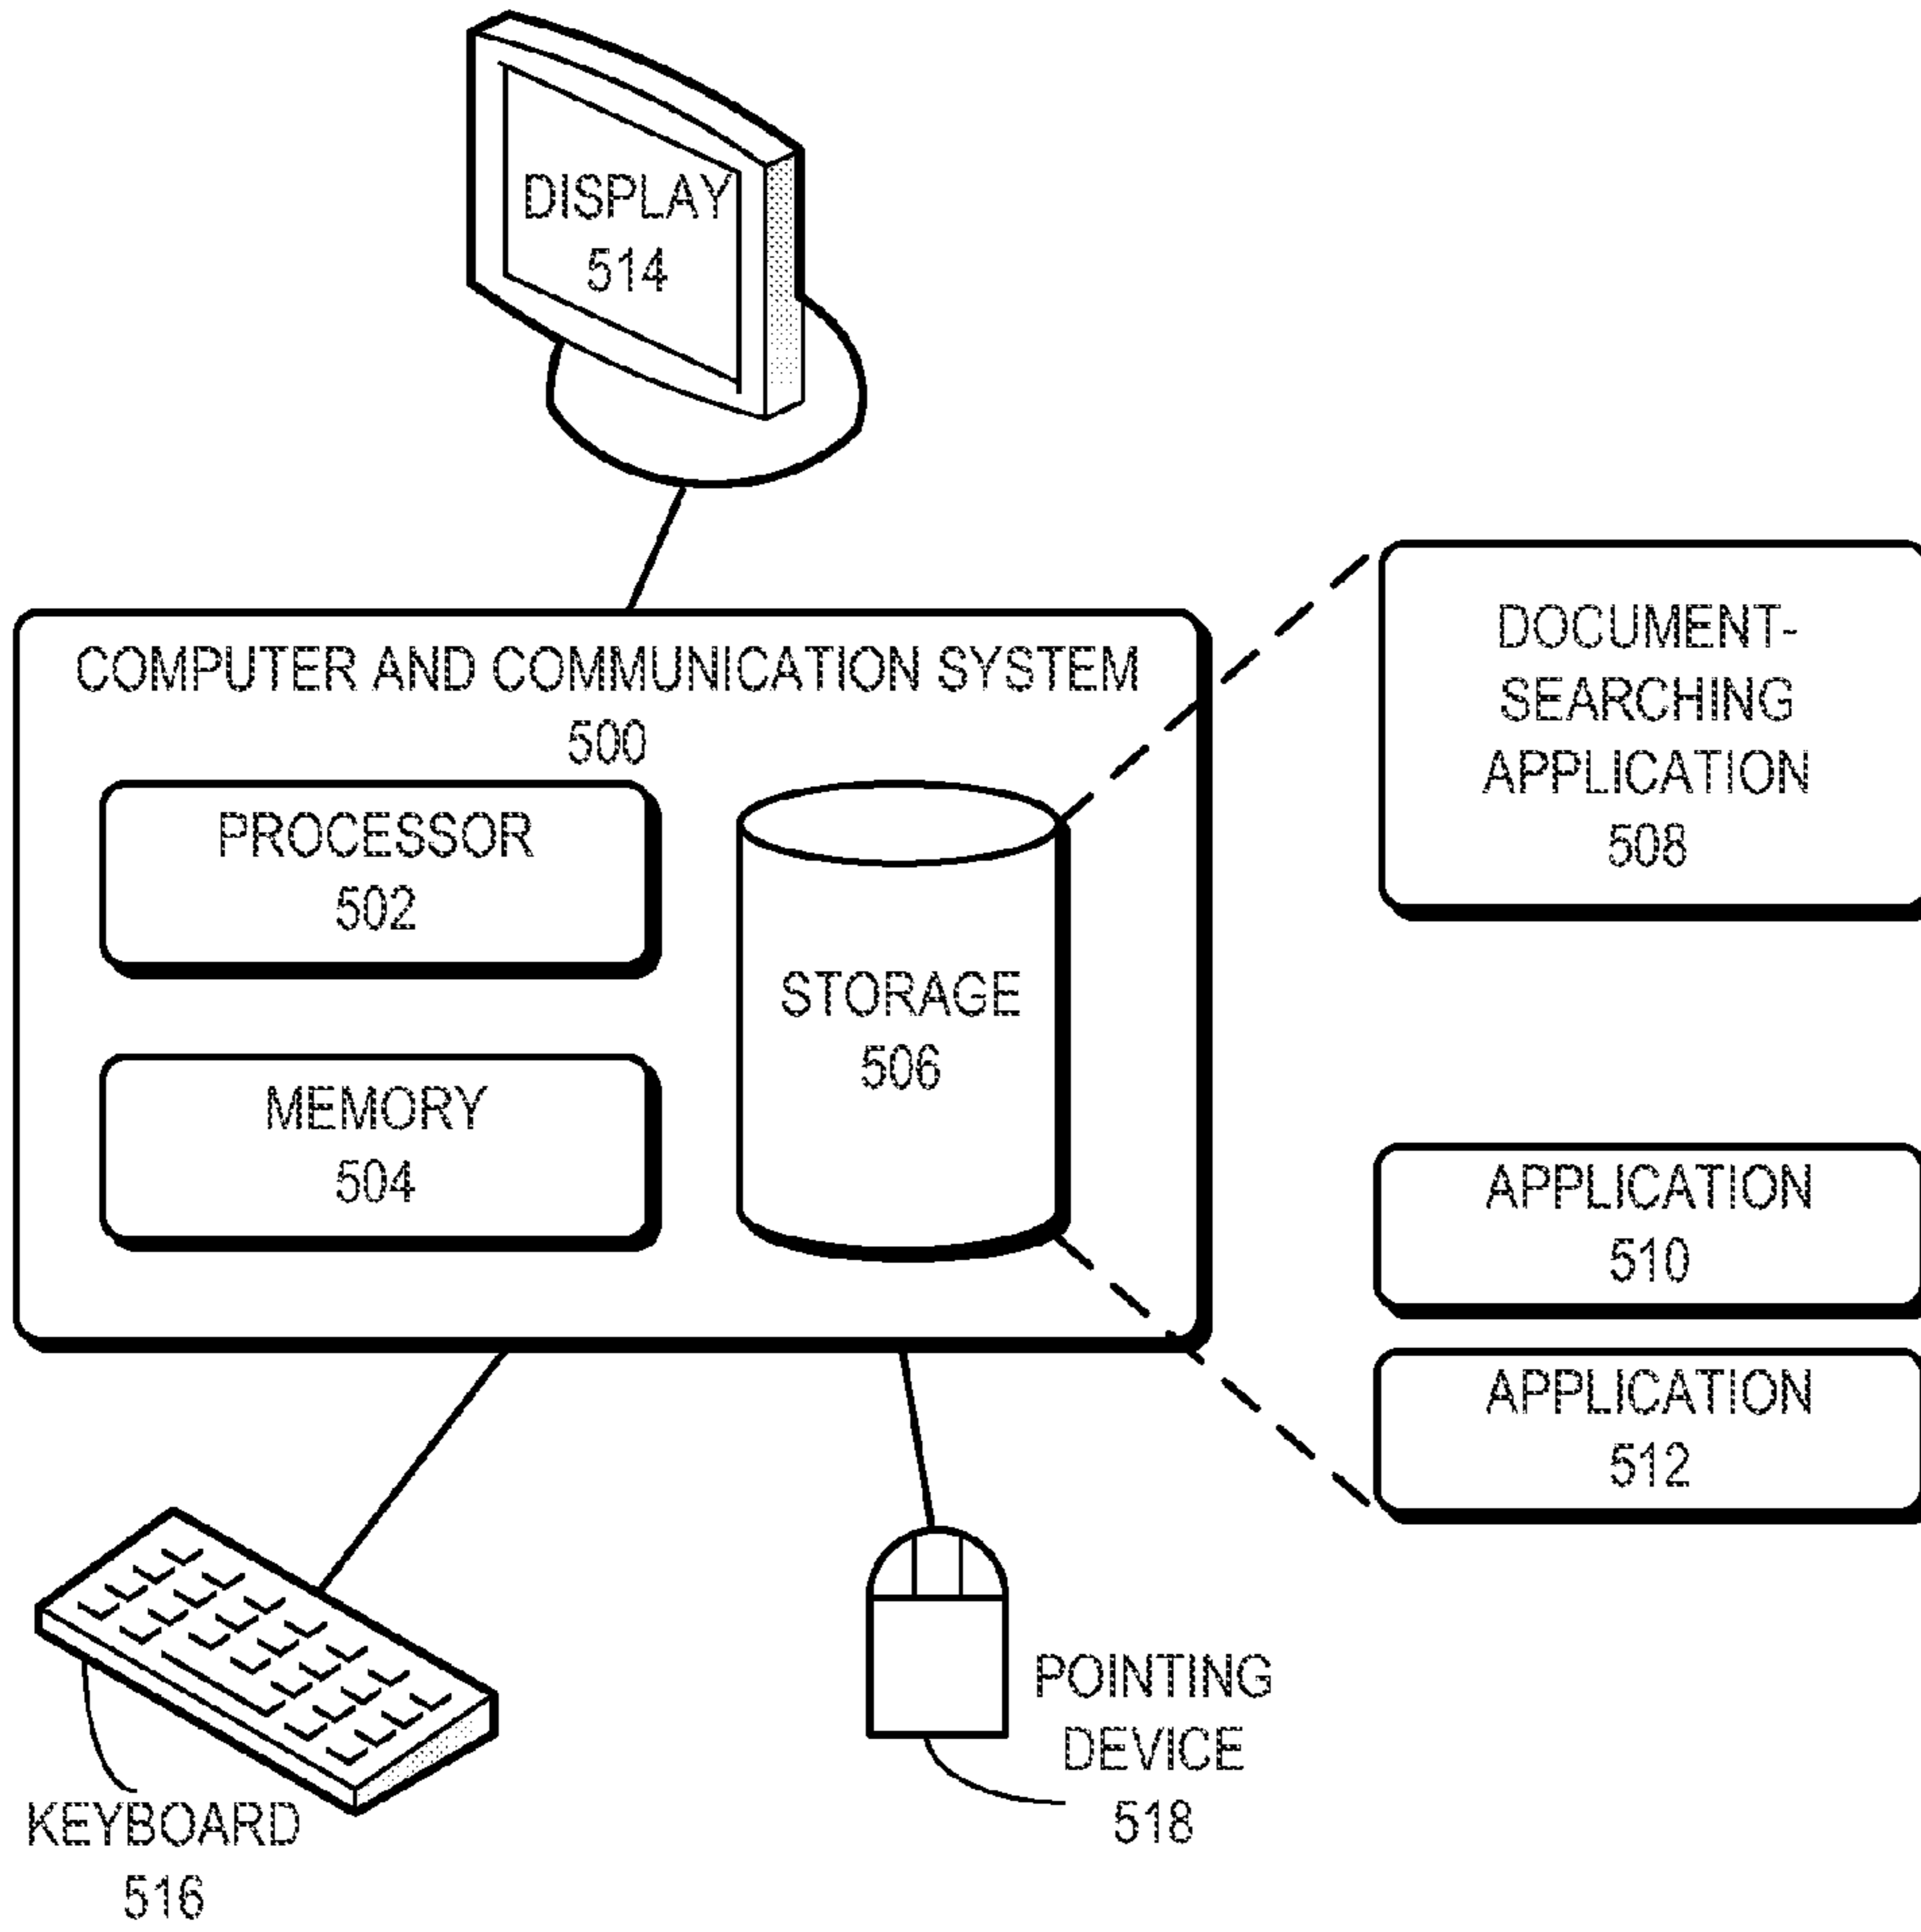 DISPLAY
514
COMPUTER AND COMMUNICATION SYSTEM
500
PROCESSOR
502
MEMORY
504
STORAGE
506
DOCUMENT-
SEARCHING
APPLICATION
508
APPLICATION
510
APPLICATION
512
KEYBOARD
516
POINTING
DEVICE
518